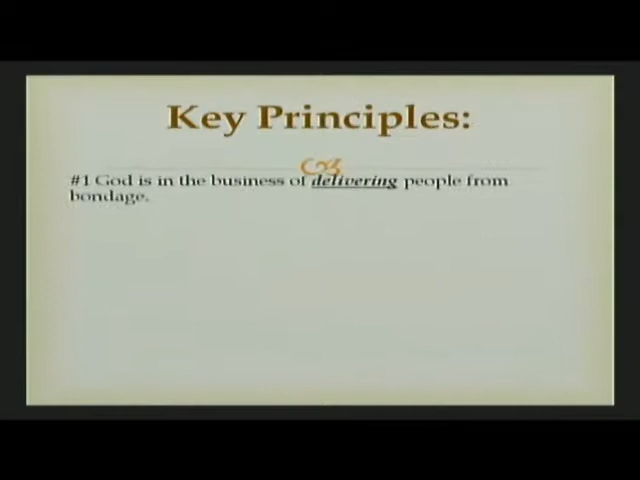 Key Principles:
#1 God is in the business of delivering people from
bondage.